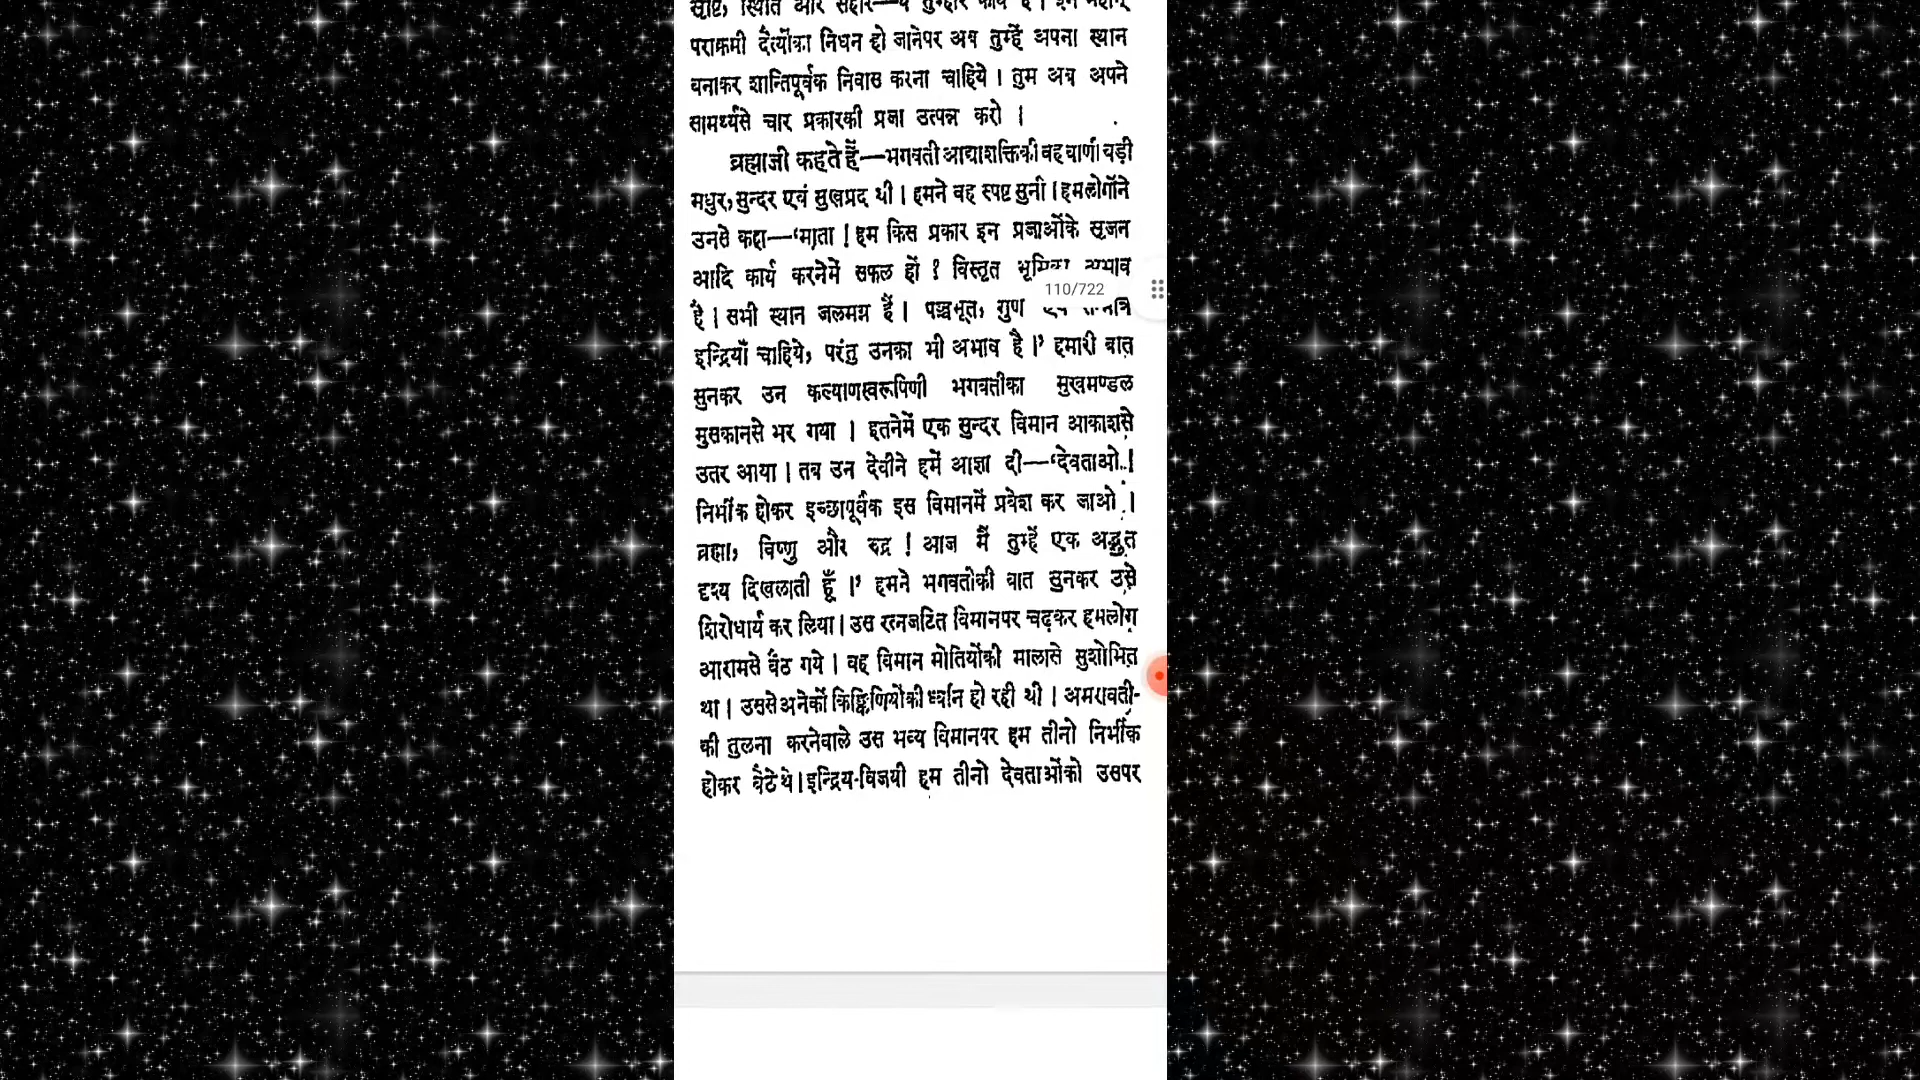 सृष्टि, स्थिति और संहार—ये तुम्हारे कार्य हैं । इन महान्
पराक्रमी दैत्योंका निधन हो जानेपर अब तुम्हें अपना स्थान
बनाकर शान्तिपूर्वक निवास करना चाहिये । तुम अब अपने
सामर्थ्यसे चार प्रकारकी प्रजा उत्पन्न करो ।
ब्रह्माजी कहते हैं—भगवती आद्याशक्तिकी वह वाणी बड़ी
मधुर, सुन्दर एवं सुखप्रद थी । हमने वह स्पष्ट सुनी । हमलोगोंने
उनसे कहा—‘माता ! हम किस प्रकार इन प्रजाओंके सृजन
आदि कार्य करनेमें सफल हों ? विस्तृत भूमिका अभाव
110/722
है । सभी स्थान जलमग्न हैं । पञ्चभूत, गुण
इन्द्रियाँ चाहिये, परंतु उनका भी अभाव है ।’ हमारी बात
सुनकर उन कल्याणस्वरूपिणी भगवतीका मुखमण्डल
मुसकानसे भर गया । इतनेमें एक सुन्दर विमान आकाशसे
उतर आया । तब उन देवीने हमें आज्ञा दी—‘देवताओ !
निर्भीक होकर इच्छापूर्वक इस विमानमें प्रवेश कर जाओ ।
ब्रह्मा, विष्णु और रुद्र ! आज मैं तुम्हें एक अद्भुत
दृश्य दिखलाती हूँ ।’ हमने भगवतीकी बात सुनकर उसे
शिरोधार्य कर लिया । उस रत्नजटित विमानपर चढ़कर हमलोग
आरामसे बैठ गये । वह विमान मोतियोंकी मालासे सुशोभित
था । उससे अनेकों किङ्किणियोंकी ध्वनि हो रही थी । अमरावती-
की तुलना करनेवाले उस भव्य विमानपर हम तीनो निर्भीक
होकर बैठे थे । इन्द्रिय-विजयी हम तीनो देवताओंको उसपर